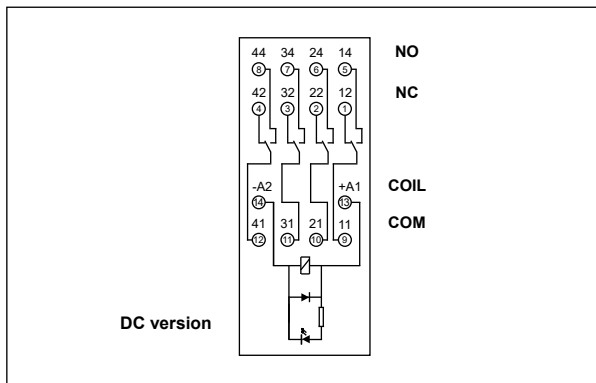 44 34 24 14 NO
8 7 6 5
42 32 22 12 NC
4 3 2 1
-A2 +A1 COIL
14 13
41 31 21 11 COM
12 11 10 9
DC version